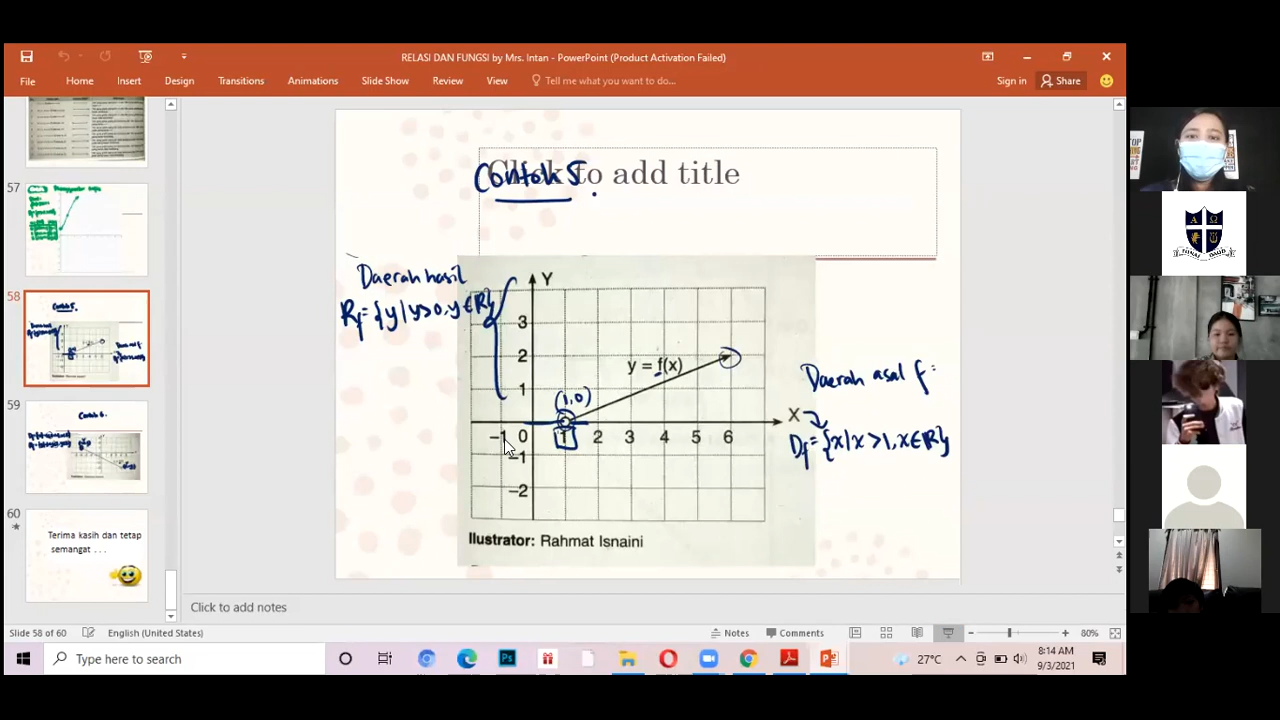 RELASI DAN FUNGSI by Mrs. Intan - PowerPoint (Product Activation Failed)
File Home Insert Design Transitions Animations Slide Show Review View Tell me what you want to do... Sign in Share
57
58
59
60
Terima kasih dan tetap
semangat . . .
Click to add title
Contoh 5.
Daerah hasil
Rf = {y | y > 0, y ∈ R}
Y
3
2
1
y = f(x)
(1,0)
X
-1 0 1 2 3 4 5 6
-1
-2
Daerah asal f :
Df = {x | x > 1, x ∈ R}
llustrator: Rahmat Isnaini
Click to add notes
Slide 58 of 60 English (United States) Notes Comments 80%
Type here to search
27°C
8:14 AM
9/3/2021